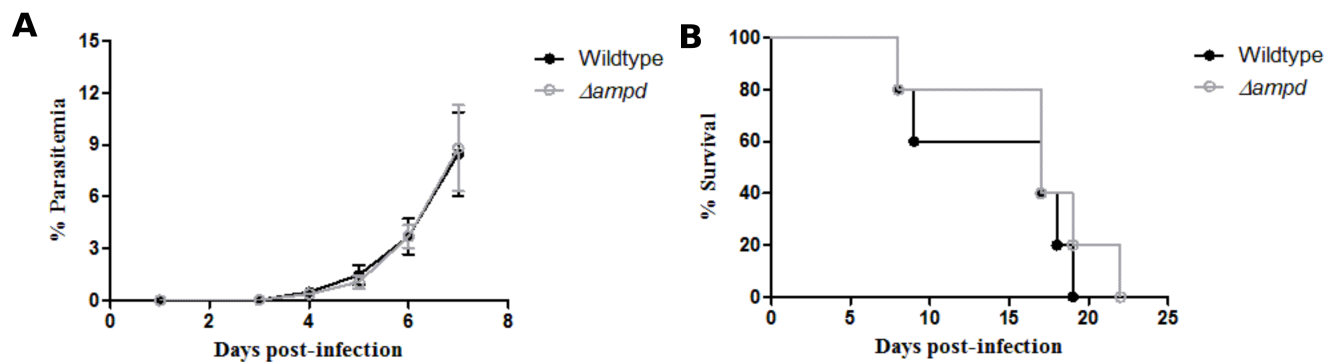 A
15
12
9
6
3
0
% Parasitemia
0 2 4 6 8
Days post-infection
Wildtype
Δampd
B
100
80
60
40
20
0
% Survival
0 5 10 15 20 25
Days post-infection
Wildtype
Δampd